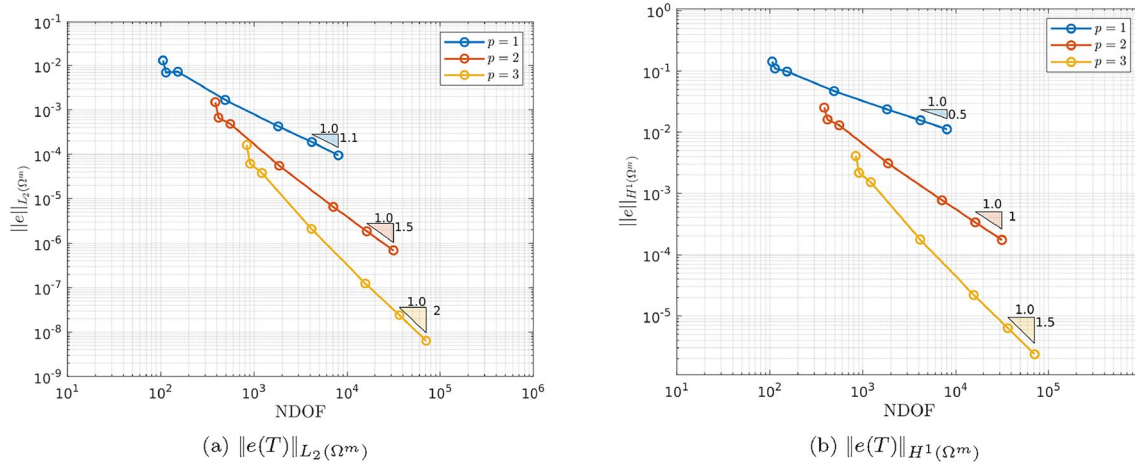 10^-1
10^-2
10^-3
10^-4
10^-5
10^-6
10^-7
10^-8
10^-9
||e||_{L_2(Ω^m)}
p = 1
p = 2
p = 3
1.0
1.1
1.0
1.5
1.0
2
10^1 10^2 10^3 10^4 10^5 10^6
NDOF
(a) ‖e(T)‖_{L_2(Ω^m)}
10^0
10^-1
10^-2
10^-3
10^-4
10^-5
||e||_{H^1(Ω^m)}
p = 1
p = 2
p = 3
1.0
0.5
1.0
1
1.0
1.5
10^1 10^2 10^3 10^4 10^5
NDOF
(b) ‖e(T)‖_{H^1(Ω^m)}